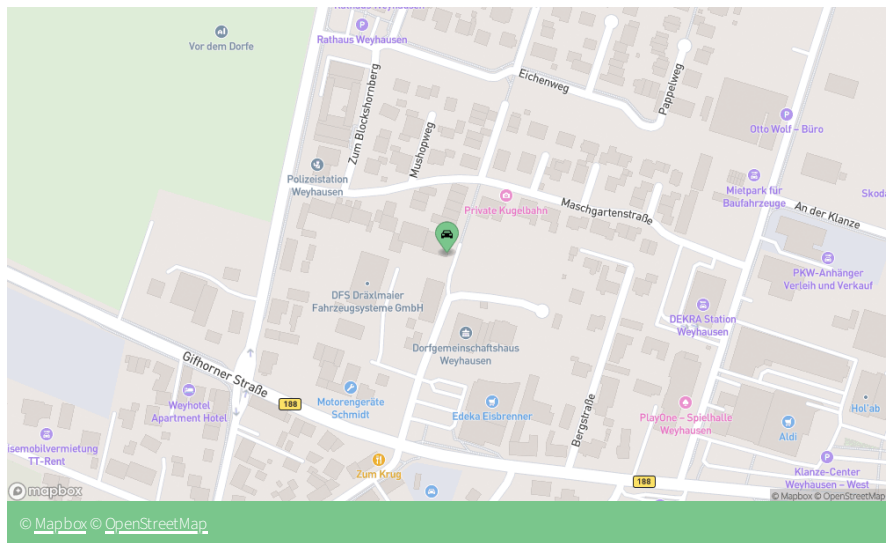 Rathaus Weyhausen
Vor dem Dorfe
Rathaus Weyhausen
Eichenweg
Pappelweg
Zum Blockshornberg
Mushopweg
Otto Wolf – Büro
Polizeistation
Weyhausen
Mietpark für
Baufahrzeuge
Skoda
Private Kugelbahn
Maschgartenstraße
An der Klanze
PKW-Anhänger
Verleih und Verkauf
DFS Dräxlmaier
Fahrzeugsysteme GmbH
DEKRA Station
Weyhausen
Dorfgemeinschaftshaus
Weyhausen
Gifhorner Straße
188
Weyhotel
Apartment Hotel
Motorengeräte
Schmidt
Edeka Eisbrenner
Bergstraße
PlayOne – Spielhalle
Weyhausen
Hol'ab
Aldi
isemobilvermietung
TT-Rent
Zum Krug
188
Klanze-Center
Weyhausen – West
mapbox
© Mapbox © OpenStreetMap
© Mapbox © OpenStreetMap